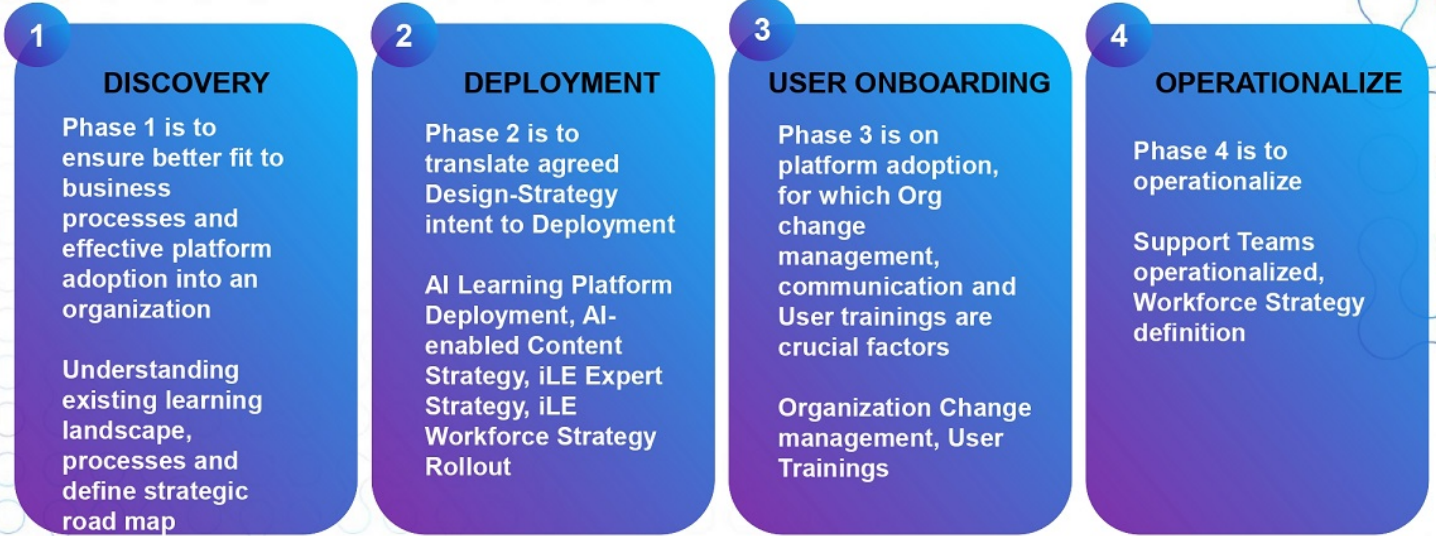 1
DISCOVERY
Phase 1 is to
ensure better fit to
business
processes and
effective platform
adoption into an
organization
Understanding
existing learning
landscape,
processes and
define strategic
road map
2
DEPLOYMENT
Phase 2 is to
translate agreed
Design-Strategy
intent to Deployment
AI Learning Platform
Deployment, AI-
enabled Content
Strategy, iLE Expert
Strategy, iLE
Workforce Strategy
Rollout
3
USER ONBOARDING
Phase 3 is on
platform adoption,
for which Org
change
management,
communication and
User trainings are
crucial factors
Organization Change
management, User
Trainings
4
OPERATIONALIZE
Phase 4 is to
operationalize
Support Teams
operationalized,
Workforce Strategy
definition